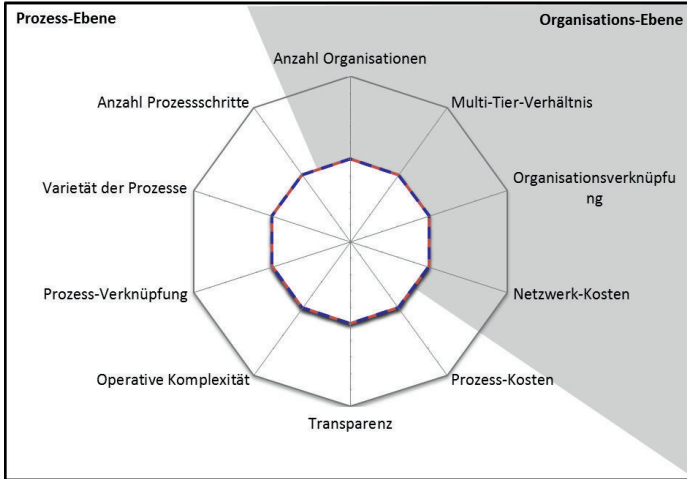 Prozess-Ebene
Organisations-Ebene
Anzahl Organisationen
Anzahl Prozessschritte
Multi-Tier-Verhältnis
Varietät der Prozesse
Organisationsverknüpfu
ng
Prozess-Verknüpfung
Netzwerk-Kosten
Operative Komplexität
Prozess-Kosten
Transparenz